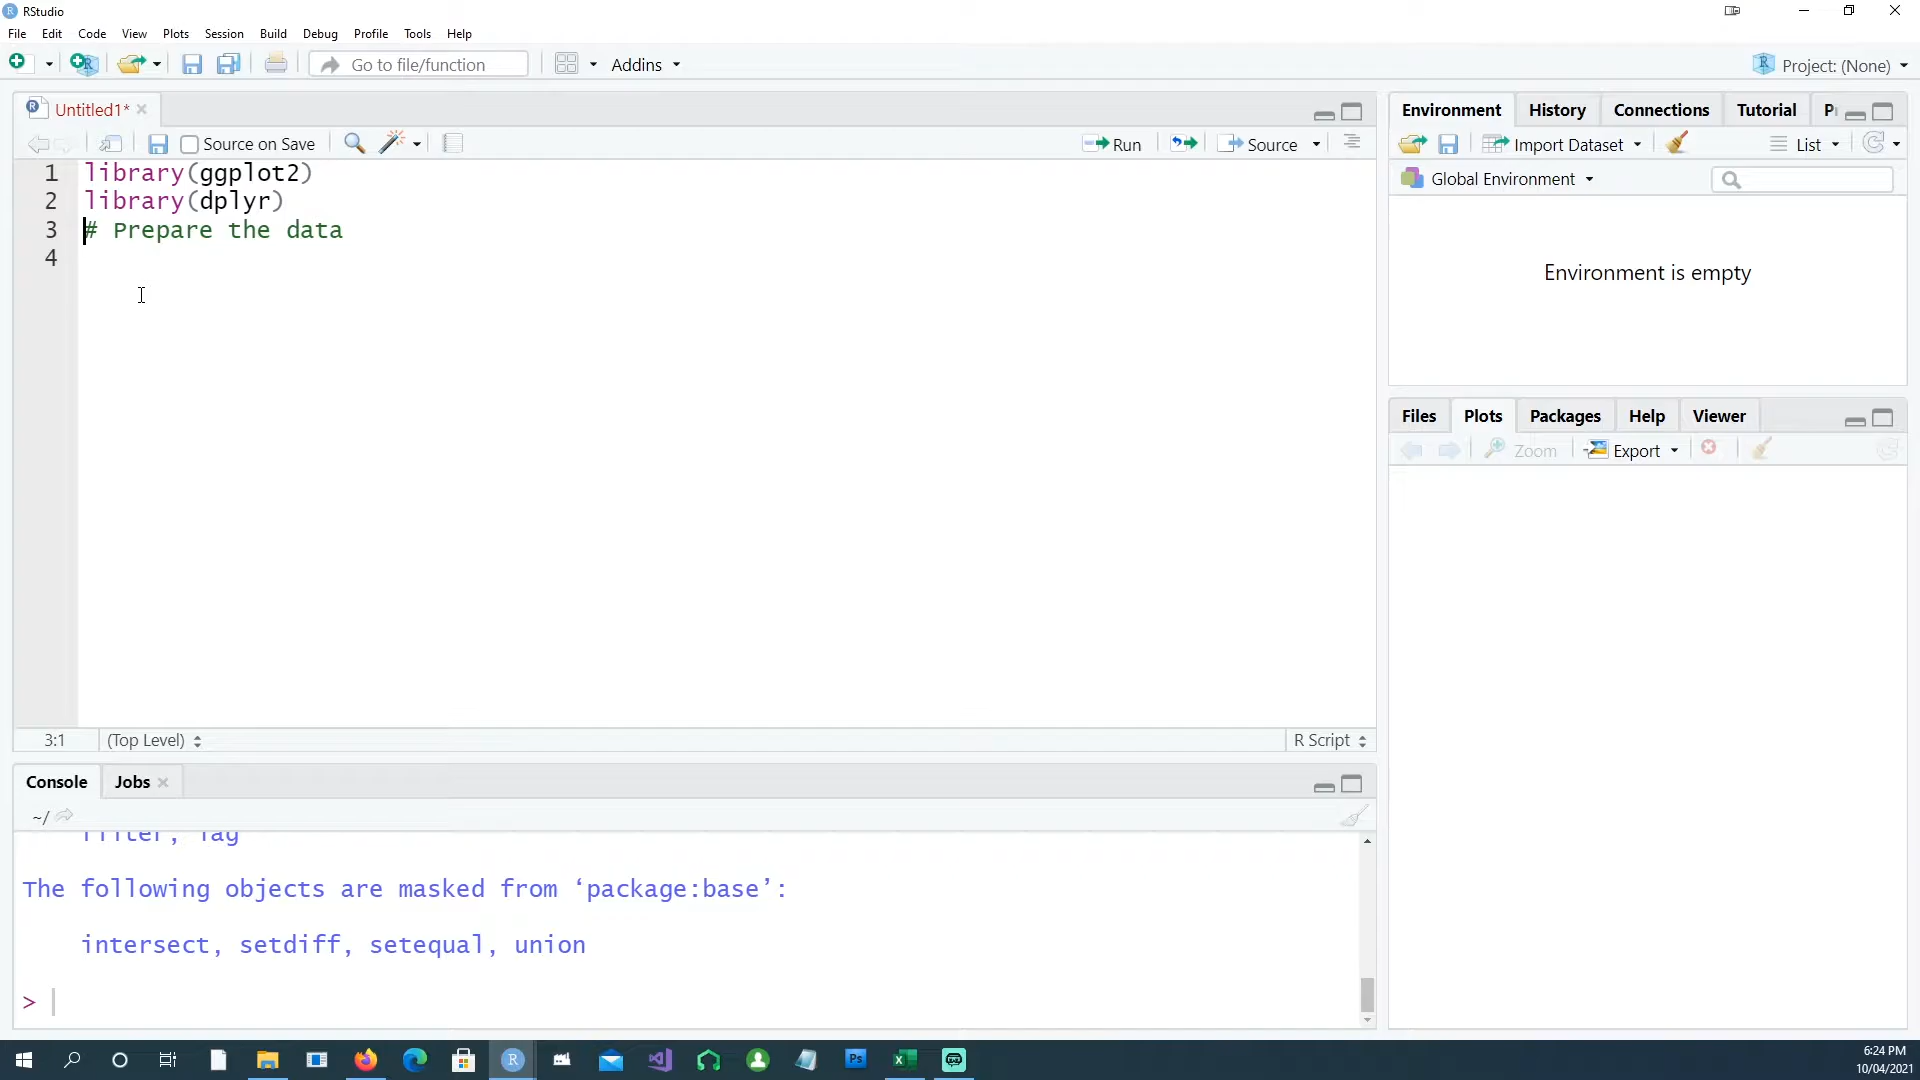 RStudio
File Edit Code View Plots Session Build Debug Profile Tools Help
Go to file/function Addins Project: (None)
Untitled1*
Source on Save Run Source
1 library(ggplot2)
2 library(dplyr)
3 # Prepare the data
4
3:1 (Top Level) R Script
Console Jobs
~/
filter, lag
The following objects are masked from ‘package:base’:
intersect, setdiff, setequal, union
>
Environment History Connections Tutorial
Import Dataset List
Global Environment
Environment is empty
Files Plots Packages Help Viewer
Zoom Export
R Ps
6:24 PM
10/04/2021